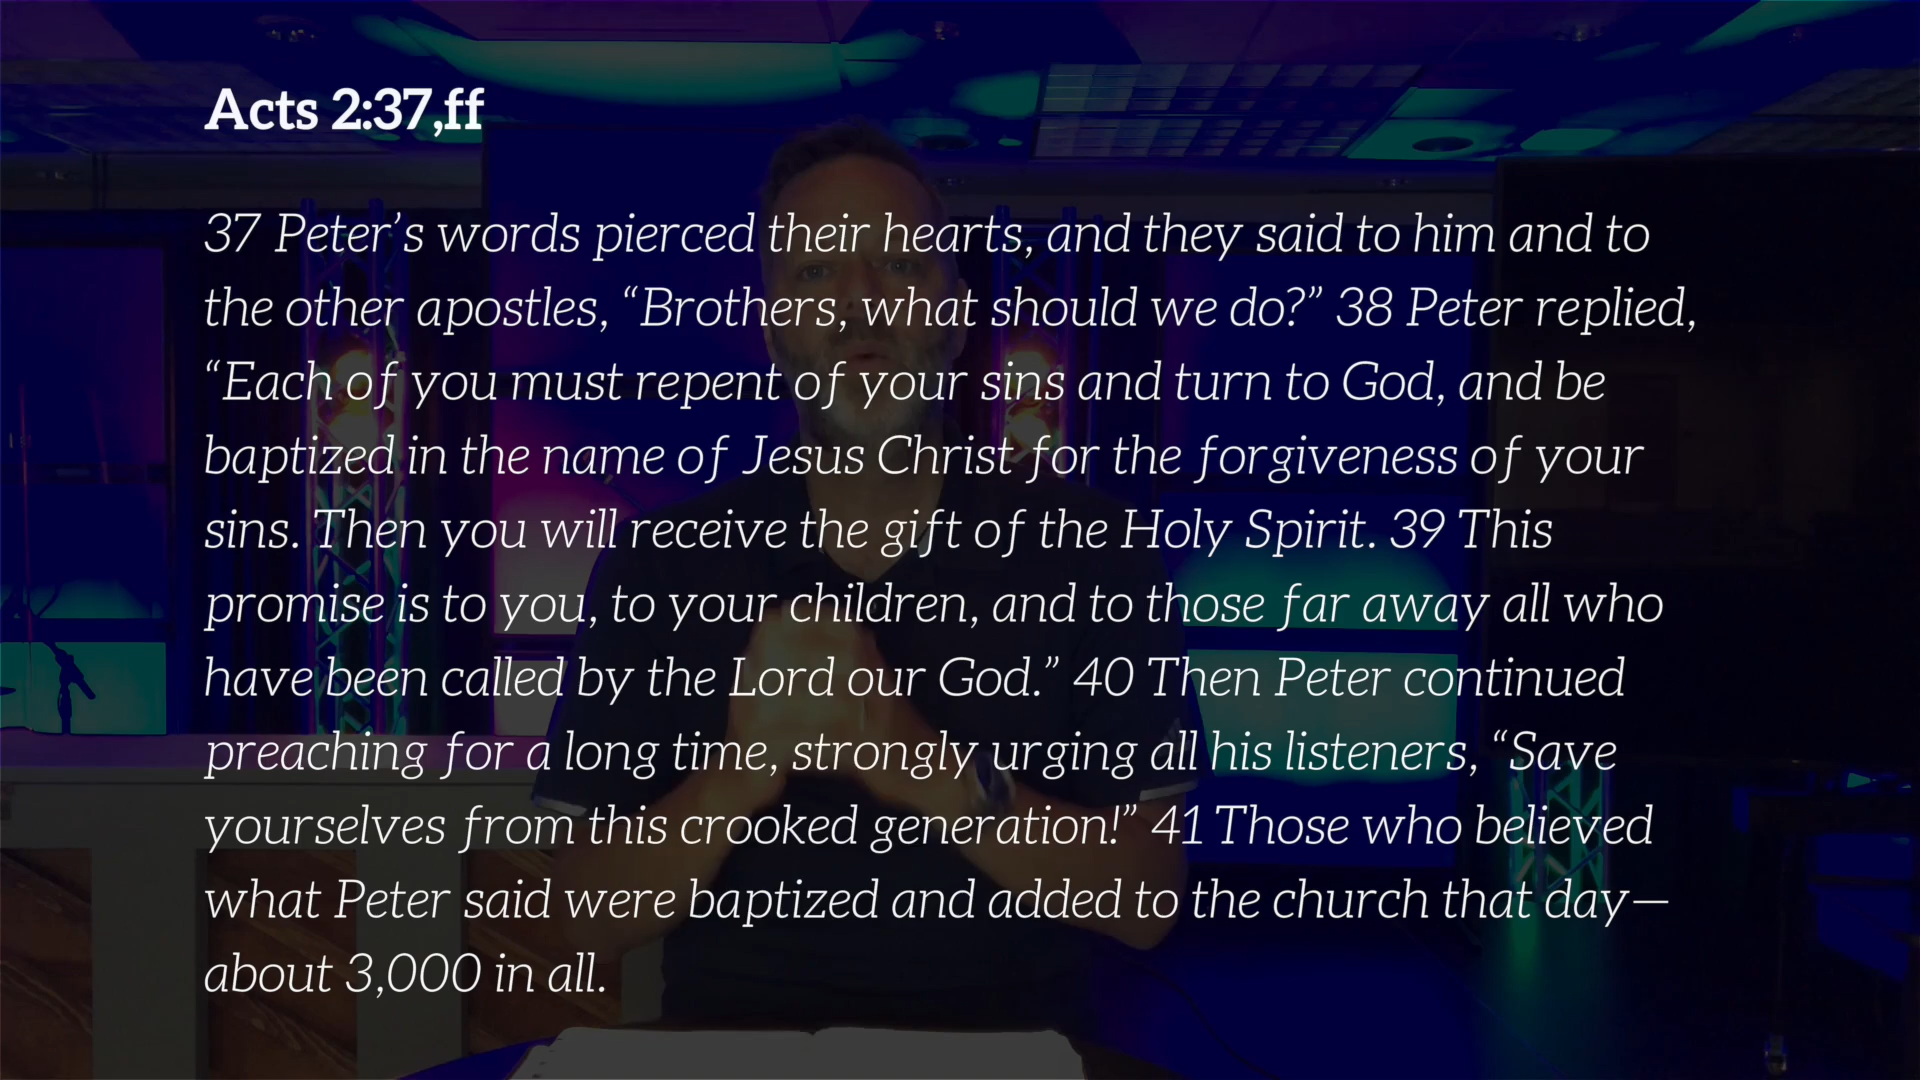 Acts 2:37,ff
37 Peter’s words pierced their hearts, and they said to him and to
the other apostles, “Brothers, what should we do?” 38 Peter replied,
“Each of you must repent of your sins and turn to God, and be
baptized in the name of Jesus Christ for the forgiveness of your
sins. Then you will receive the gift of the Holy Spirit. 39 This
promise is to you, to your children, and to those far away all who
have been called by the Lord our God.” 40 Then Peter continued
preaching for a long time, strongly urging all his listeners, “Save
yourselves from this crooked generation!” 41 Those who believed
what Peter said were baptized and added to the church that day—
about 3,000 in all.